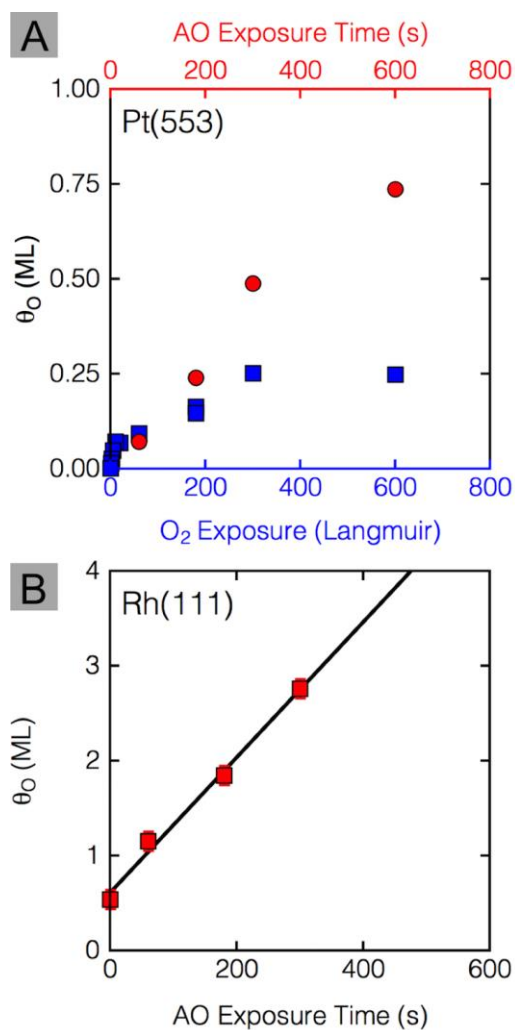 A
AO Exposure Time (s)
0 200 400 600 800
1.00
Pt(553)
0.75
θO (ML)
0.50
0.25
0.00
0 200 400 600 800
O2 Exposure (Langmuir)
B
4
Rh(111)
3
θO (ML)
2
1
0
0 200 400 600
AO Exposure Time (s)